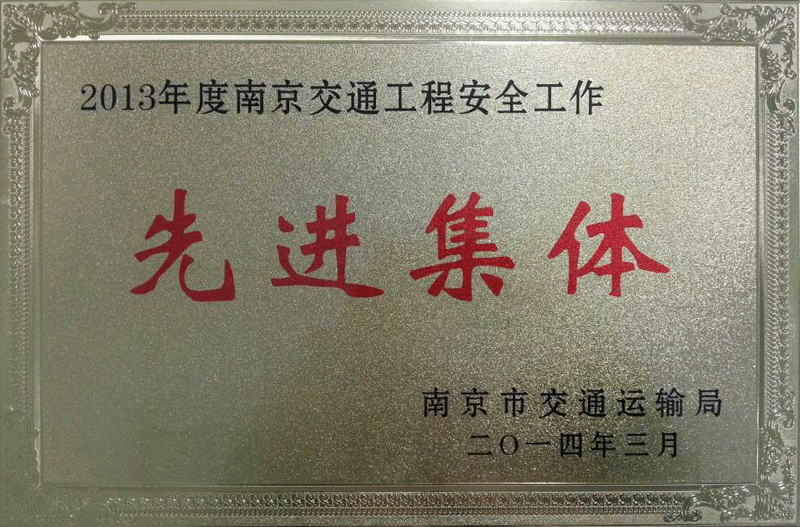 2013年度南京交通工程安全工作
先进集体
南京市交通运输局
二〇一四年三月